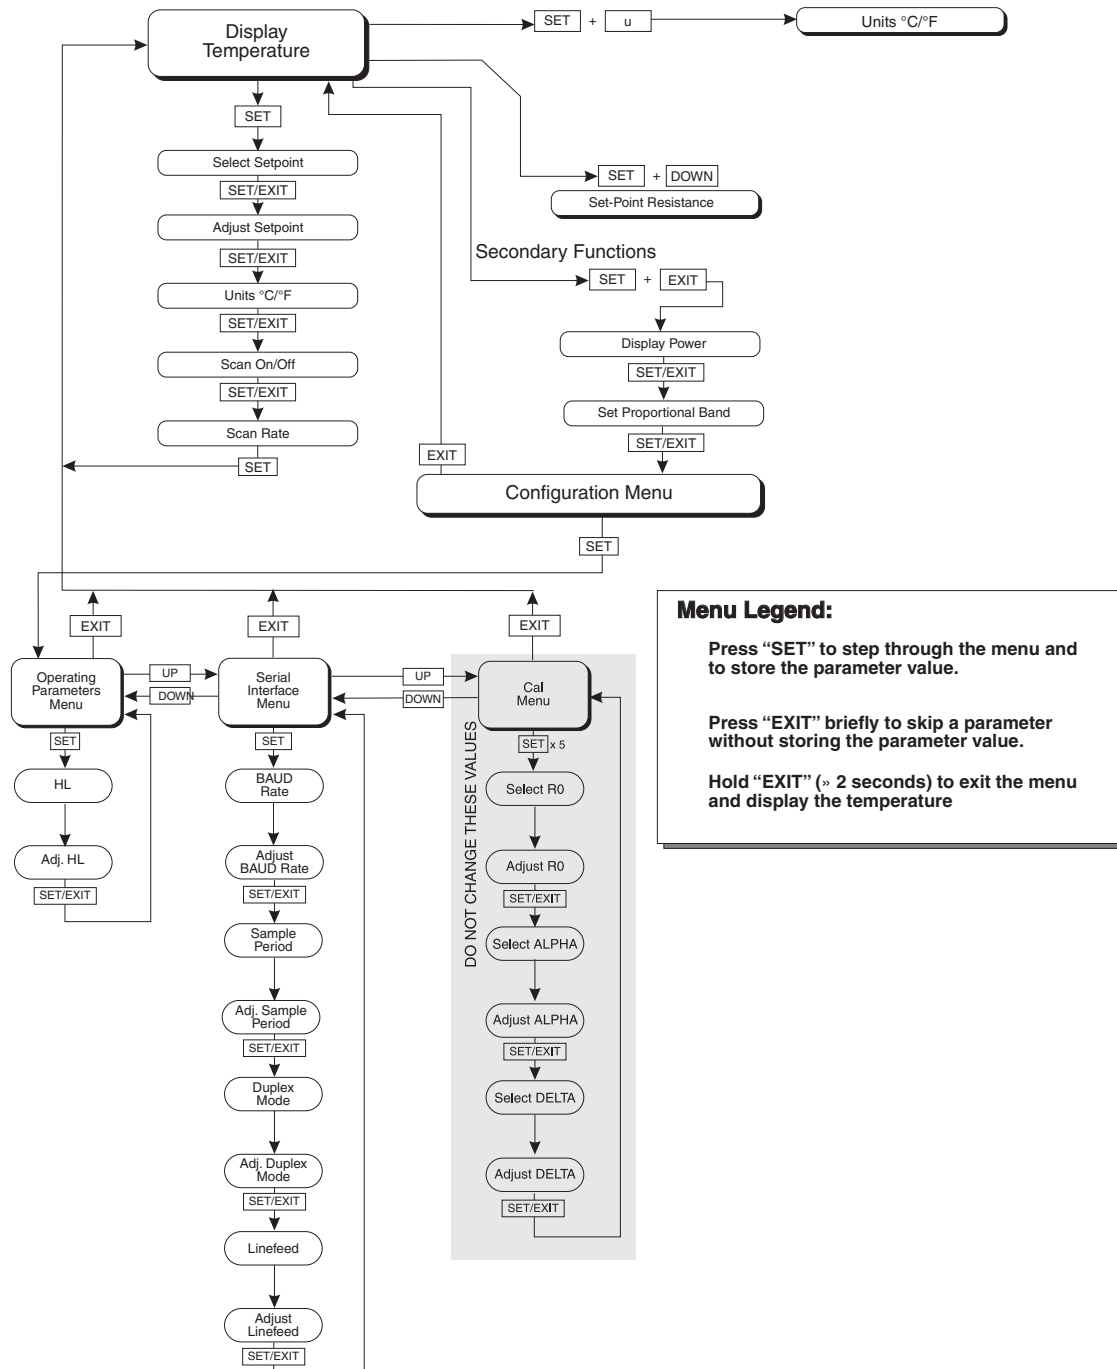 Display
Temperature
SET + u
Units °C/°F
SET
Select Setpoint
SET/EXIT
Adjust Setpoint
SET/EXIT
Units °C/°F
SET/EXIT
Scan On/Off
SET/EXIT
Scan Rate
SET
SET + DOWN
Set-Point Resistance
Secondary Functions
SET + EXIT
Display Power
SET/EXIT
Set Proportional Band
SET/EXIT
EXIT
Configuration Menu
SET
EXIT
EXIT
EXIT
Operating
Parameters
Menu
UP
DOWN
Serial
Interface
Menu
UP
DOWN
Cal
Menu
SET
HL
Adj. HL
SET/EXIT
SET
BAUD
Rate
Adjust
BAUD Rate
SET/EXIT
Sample
Period
Adj. Sample
Period
SET/EXIT
Duplex
Mode
Adj. Duplex
Mode
SET/EXIT
Linefeed
Adjust
Linefeed
SET/EXIT
DO NOT CHANGE THESE VALUES
SET x 5
Select R0
Adjust R0
SET/EXIT
Select ALPHA
Adjust ALPHA
SET/EXIT
Select DELTA
Adjust DELTA
SET/EXIT
Menu Legend:
Press “SET” to step through the menu and
to store the parameter value.
Press “EXIT” briefly to skip a parameter
without storing the parameter value.
Hold “EXIT” (» 2 seconds) to exit the menu
and display the temperature